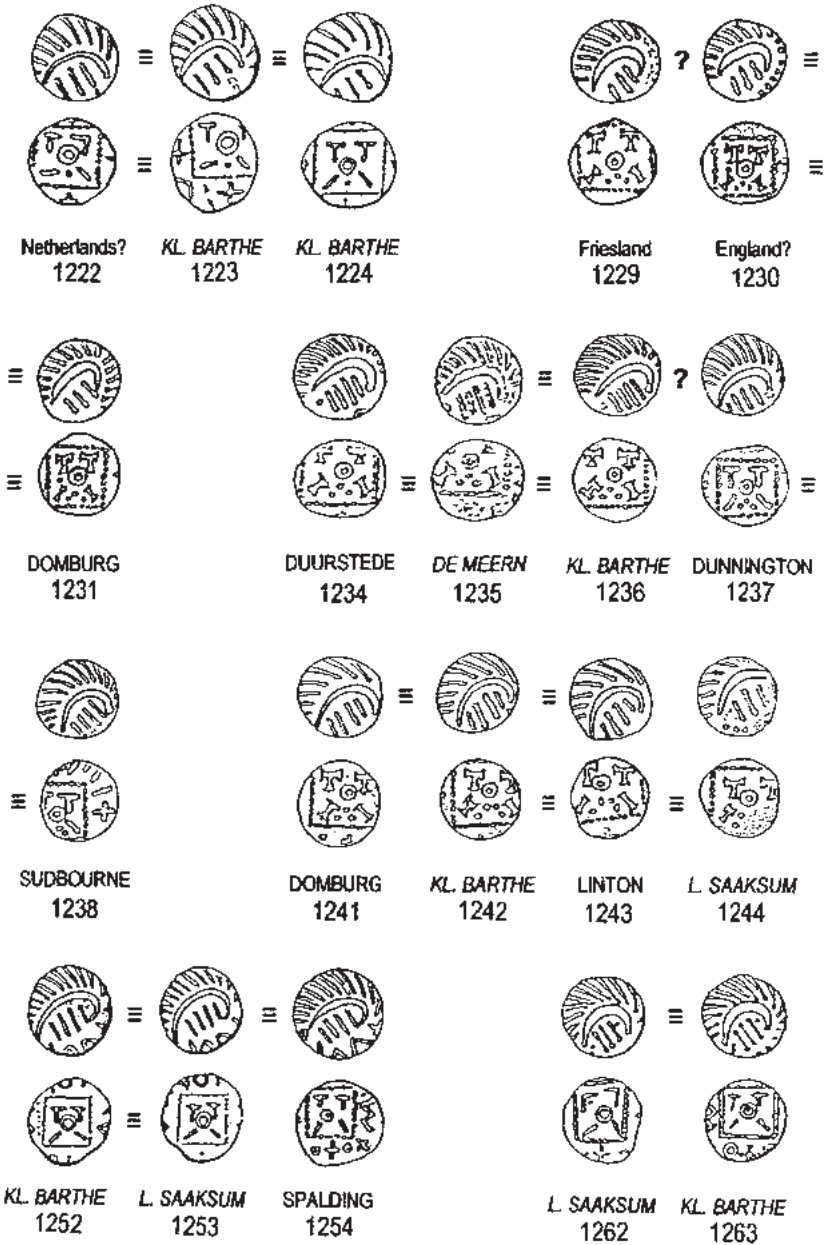 ≡ ≡ ? ≡
≡ ≡
Netherlands? KL. BARTHE KL. BARTHE Friesland England?
1222 1223 1224 1229 1230
≡ ≡ ?
≡ ≡ ≡ ≡
DOMBURG DUURSTEDE DE MEERN KL. BARTHE DUNNINGTON
1231 1234 1235 1236 1237
≡ ≡
≡ ≡ ≡
SUDBOURNE DOMBURG KL. BARTHE LINTON L. SAAKSUM
1238 1241 1242 1243 1244
≡ ≡ ≡
≡
KL. BARTHE L. SAAKSUM SPALDING L. SAAKSUM KL. BARTHE
1252 1253 1254 1262 1263